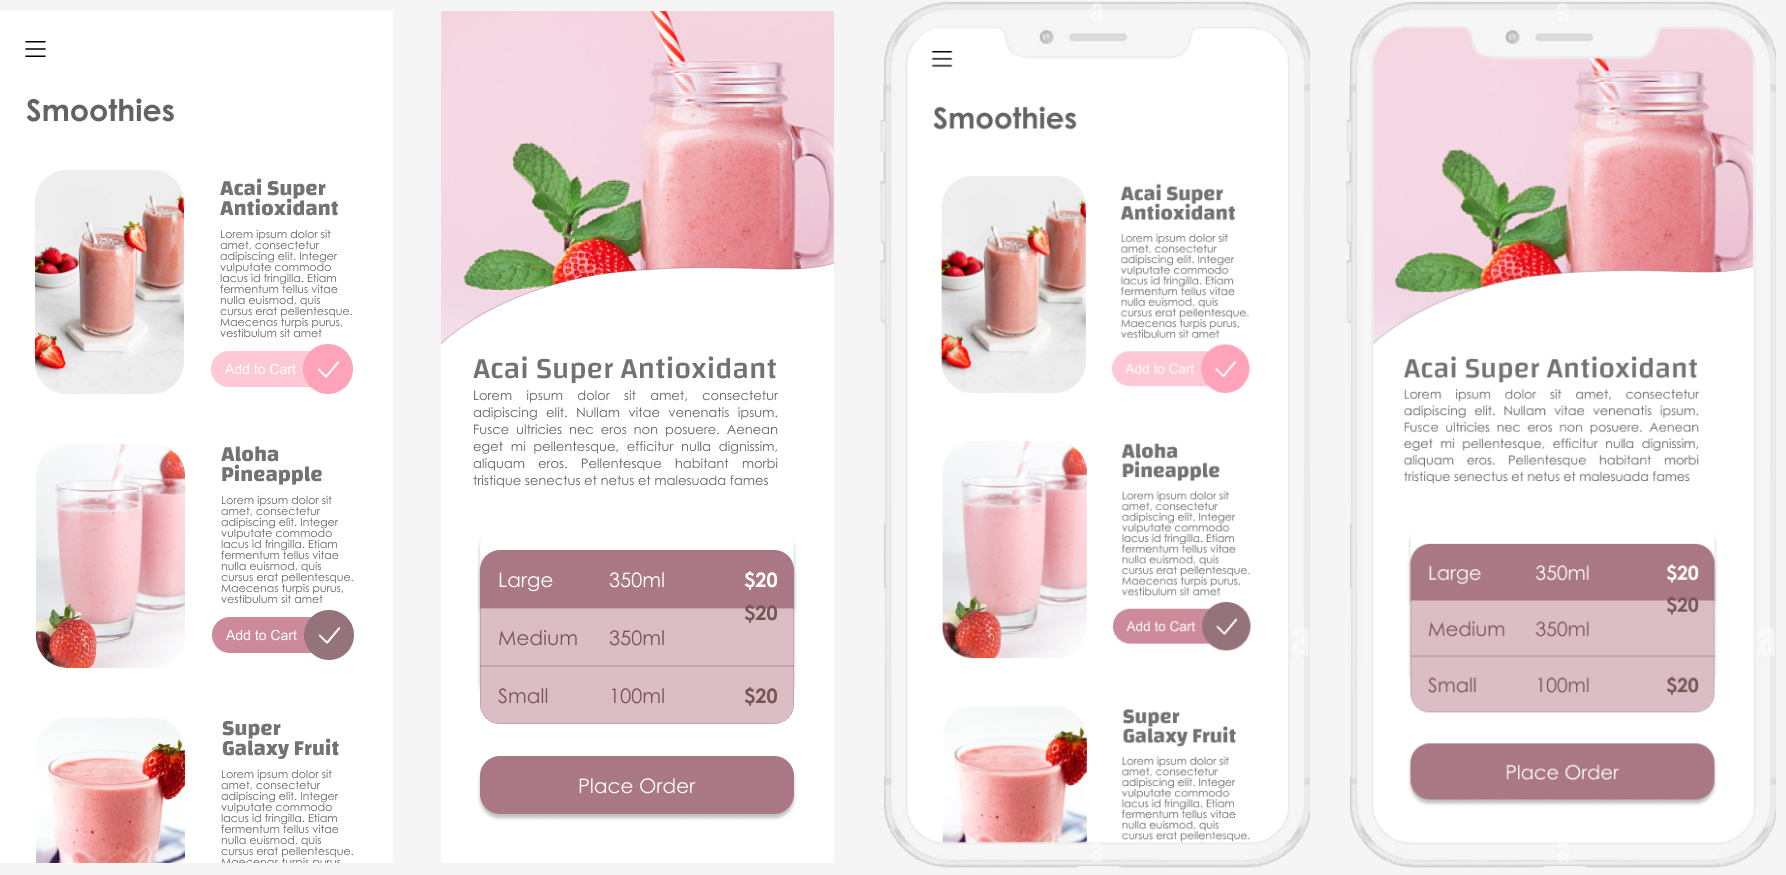 Smoothies
Acai Super
Antioxidant
Lorem ipsum dolor sit
amet, consectetur
adipiscing elit. Integer
vulputate commodo
lacus id fringilla. Etiam
fermentum tellus vitae
nulla euismod, quis
cursus erat pellentesque.
Maecenas turpis purus,
vestibulum sit amet
Add to Cart
Aloha
Pineapple
Lorem ipsum dolor sit
amet, consectetur
adipiscing elit. Integer
vulputate commodo
lacus id fringilla. Etiam
fermentum tellus vitae
nulla euismod, quis
cursus erat pellentesque.
Maecenas turpis purus,
vestibulum sit amet
Add to Cart
Super
Galaxy Fruit
Lorem ipsum dolor sit
amet, consectetur
adipiscing elit. Integer
vulputate commodo
lacus id fringilla. Etiam
fermentum tellus vitae
nulla euismod, quis
cursus erat pellentesque.
Maecenas turpis purus,
Acai Super Antioxidant
Lorem ipsum dolor sit amet, consectetur
adipiscing elit. Nullam vitae venenatis ipsum.
Fusce ultricies nec eros non posuere. Aenean
eget mi pellentesque, efficitur nulla dignissim,
aliquam eros. Pellentesque habitant morbi
tristique senectus et netus et malesuada fames
Large 350ml $20
$20
Medium 350ml
Small 100ml $20
Place Order
Smoothies
Acai Super
Antioxidant
Lorem ipsum dolor sit
amet, consectetur
adipiscing elit. Integer
vulputate commodo
lacus id fringilla. Etiam
fermentum tellus vitae
nulla euismod, quis
cursus erat pellentesque.
Maecenas turpis purus,
vestibulum sit amet
Add to Cart
Aloha
Pineapple
Lorem ipsum dolor sit
amet, consectetur
adipiscing elit. Integer
vulputate commodo
lacus id fringilla. Etiam
fermentum tellus vitae
nulla euismod, quis
cursus erat pellentesque.
Maecenas turpis purus,
vestibulum sit amet
Add to Cart
Super
Galaxy Fruit
Lorem ipsum dolor sit
amet, consectetur
adipiscing elit. Integer
vulputate commodo
lacus id fringilla. Etiam
fermentum tellus vitae
nulla euismod, quis
cursus erat pellentesque.
Acai Super Antioxidant
Lorem ipsum dolor sit amet, consectetur
adipiscing elit. Nullam vitae venenatis ipsum.
Fusce ultricies nec eros non posuere. Aenean
eget mi pellentesque, efficitur nulla dignissim,
aliquam eros. Pellentesque habitant morbi
tristique senectus et netus et malesuada fames
Large 350ml $20
$20
Medium 350ml
Small 100ml $20
Place Order